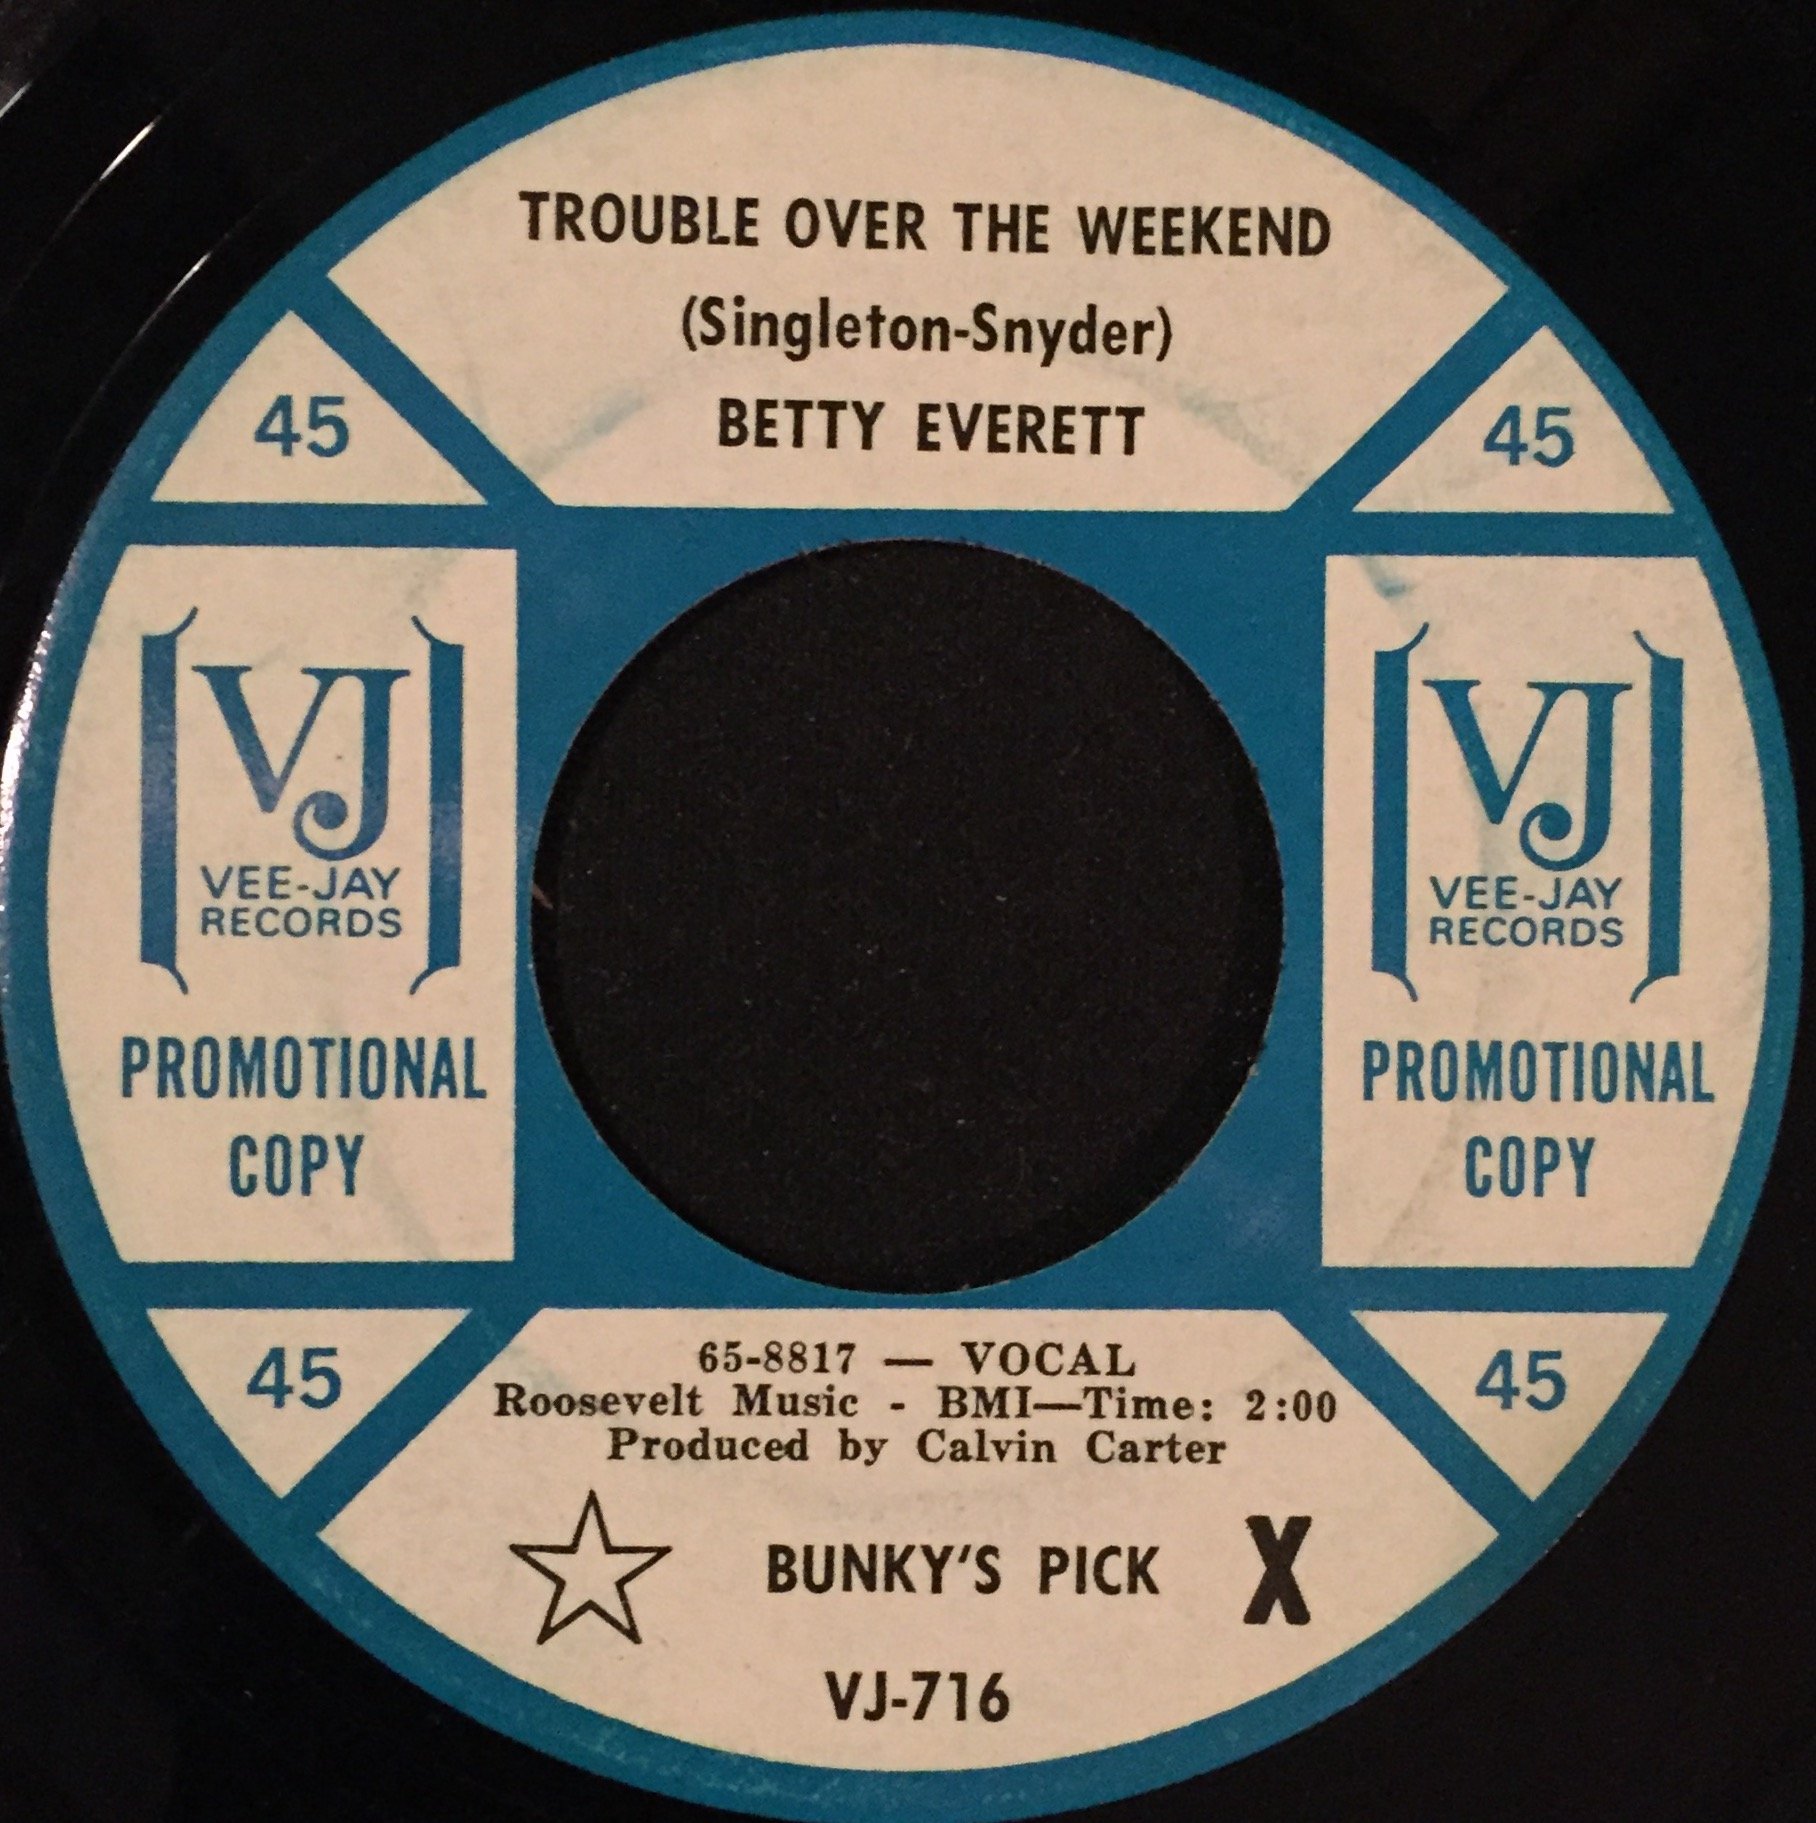 TROUBLE OVER THE WEEKEND
(Singleton-Snyder)
BETTY EVERETT
45
45
VJ
VEE-JAY
RECORDS
PROMOTIONAL
COPY
VJ
VEE-JAY
RECORDS
PROMOTIONAL
COPY
45
45
65-8817 — VOCAL
Roosevelt Music - BMI—Time: 2:00
Produced by Calvin Carter
BUNKY'S PICK X
VJ-716